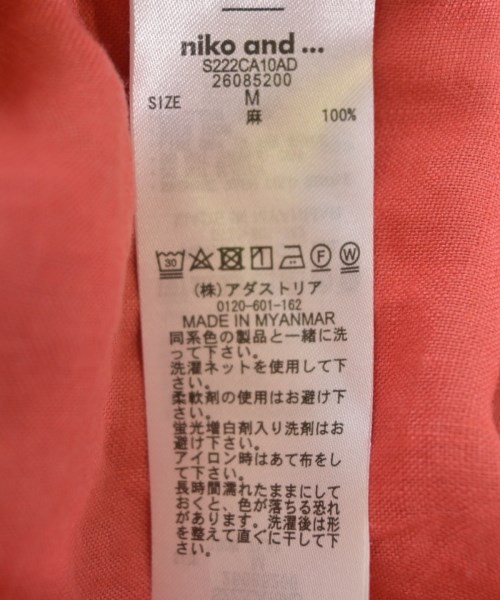 niko and ...
S222CA10AD
26085200
SIZE M
麻 100%
30 F W
(株)アダストリア
0120-601-162
MADE IN MYANMAR
同系色の製品と一緒に洗
って下さい。
洗濯ネットを使用して下
さい。
柔軟剤の使用はお避け下
さい。
蛍光増白剤入り洗剤はお
避け下さい。
アイロン時はあて布をし
て下さい。
長時間濡れたままにして
おくと、色が落ちる恐れ
があります。洗濯後は形
を整えて直ぐに干して下
さい。